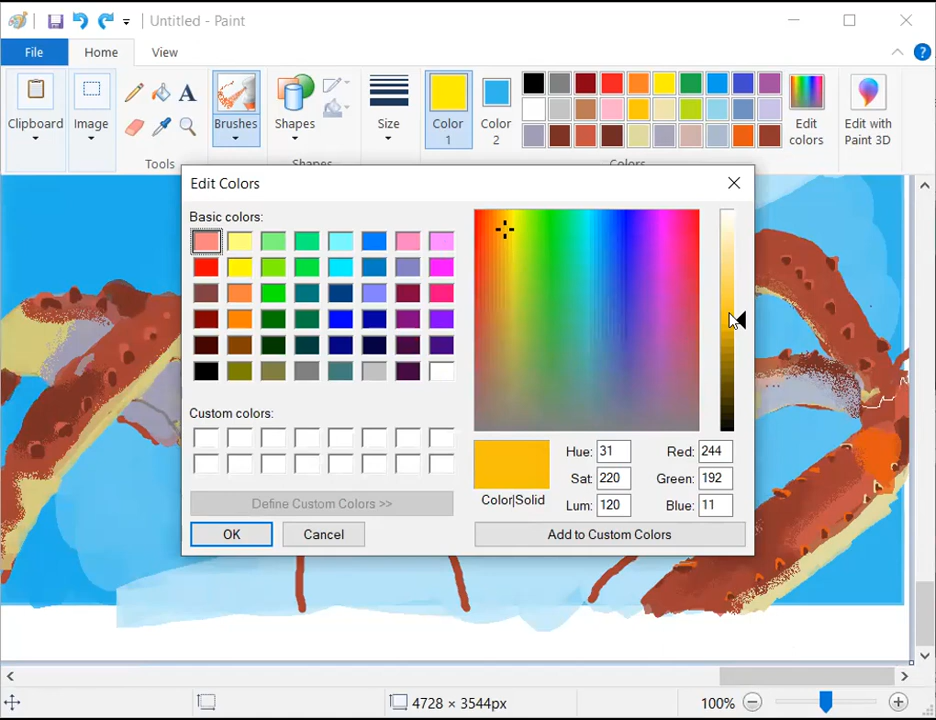 Untitled - Paint
File
Home
View
Clipboard
Image
Tools
Brushes
Shapes
Shapes
Size
Color
1
Color
2
Edit
colors
Colors
Edit with
Paint 3D
Edit Colors
Basic colors:
Custom colors:
Define Custom Colors >>
OK
Cancel
Color|Solid
Hue: 31
Sat: 220
Lum: 120
Red: 244
Green: 192
Blue: 11
Add to Custom Colors
4728 × 3544px
100%